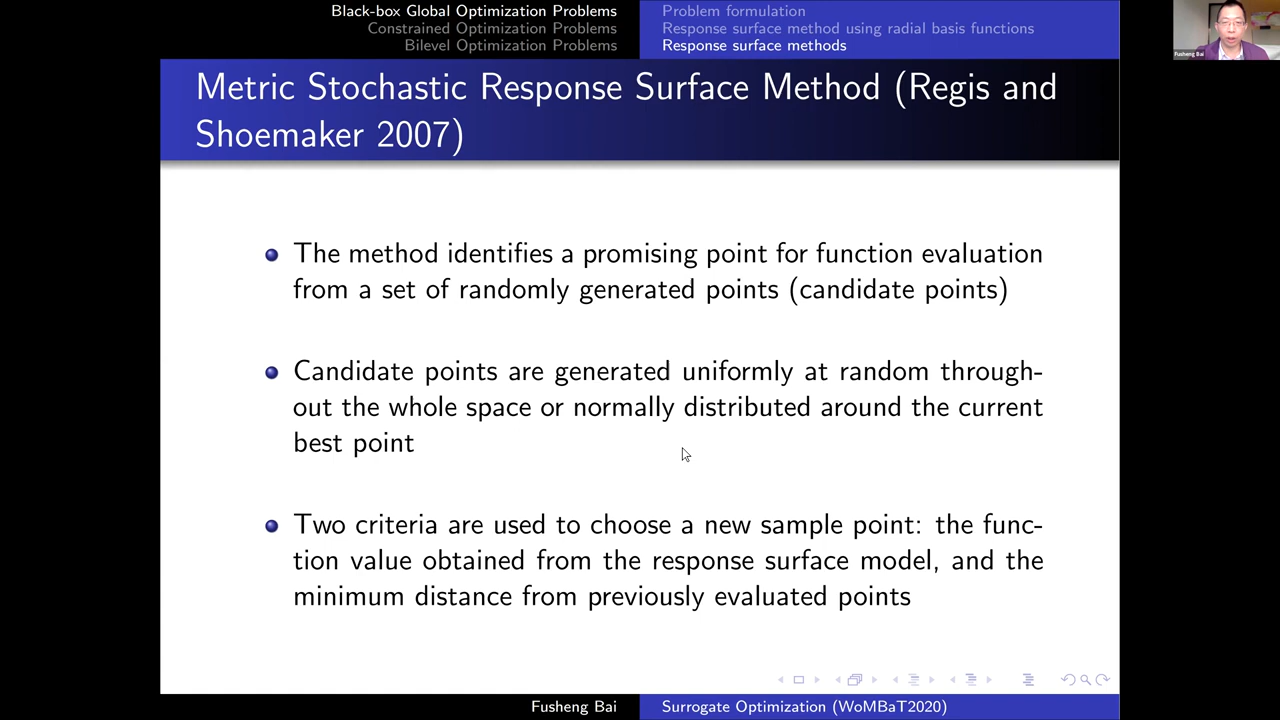 Black-box Global Optimization Problems
Constrained Optimization Problems
Bilevel Optimization Problems
Problem formulation
Response surface method using radial basis functions
Response surface methods
Fusheng Bai
Metric Stochastic Response Surface Method (Regis and
Shoemaker 2007)
The method identifies a promising point for function evaluation
from a set of randomly generated points (candidate points)
Candidate points are generated uniformly at random through-
out the whole space or normally distributed around the current
best point
Two criteria are used to choose a new sample point: the func-
tion value obtained from the response surface model, and the
minimum distance from previously evaluated points
Fusheng Bai
Surrogate Optimization (WoMBaT2020)